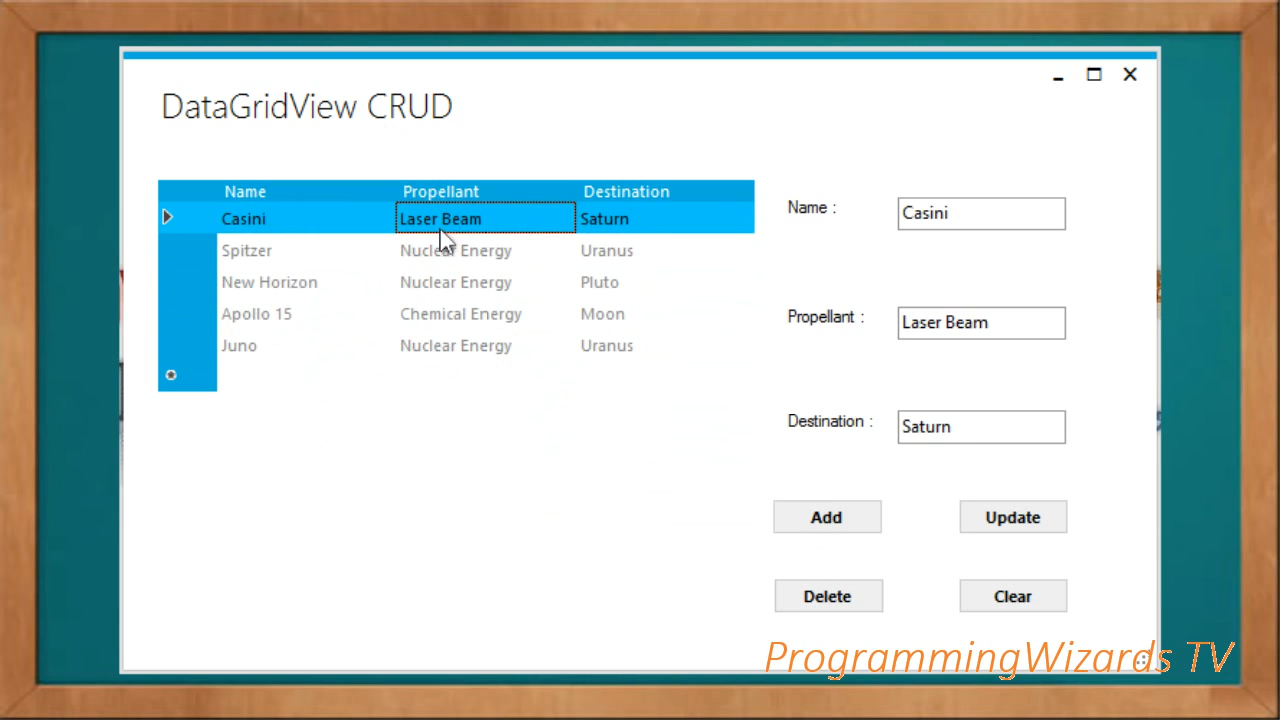 DataGridView CRUD
Name Propellant Destination
Casini Laser Beam Saturn
Spitzer Nuclear Energy Uranus
New Horizon Nuclear Energy Pluto
Apollo 15 Chemical Energy Moon
Juno Nuclear Energy Uranus
Name : Casini
Propellant : Laser Beam
Destination : Saturn
Add Update
Delete Clear
ProgrammingWizards TV